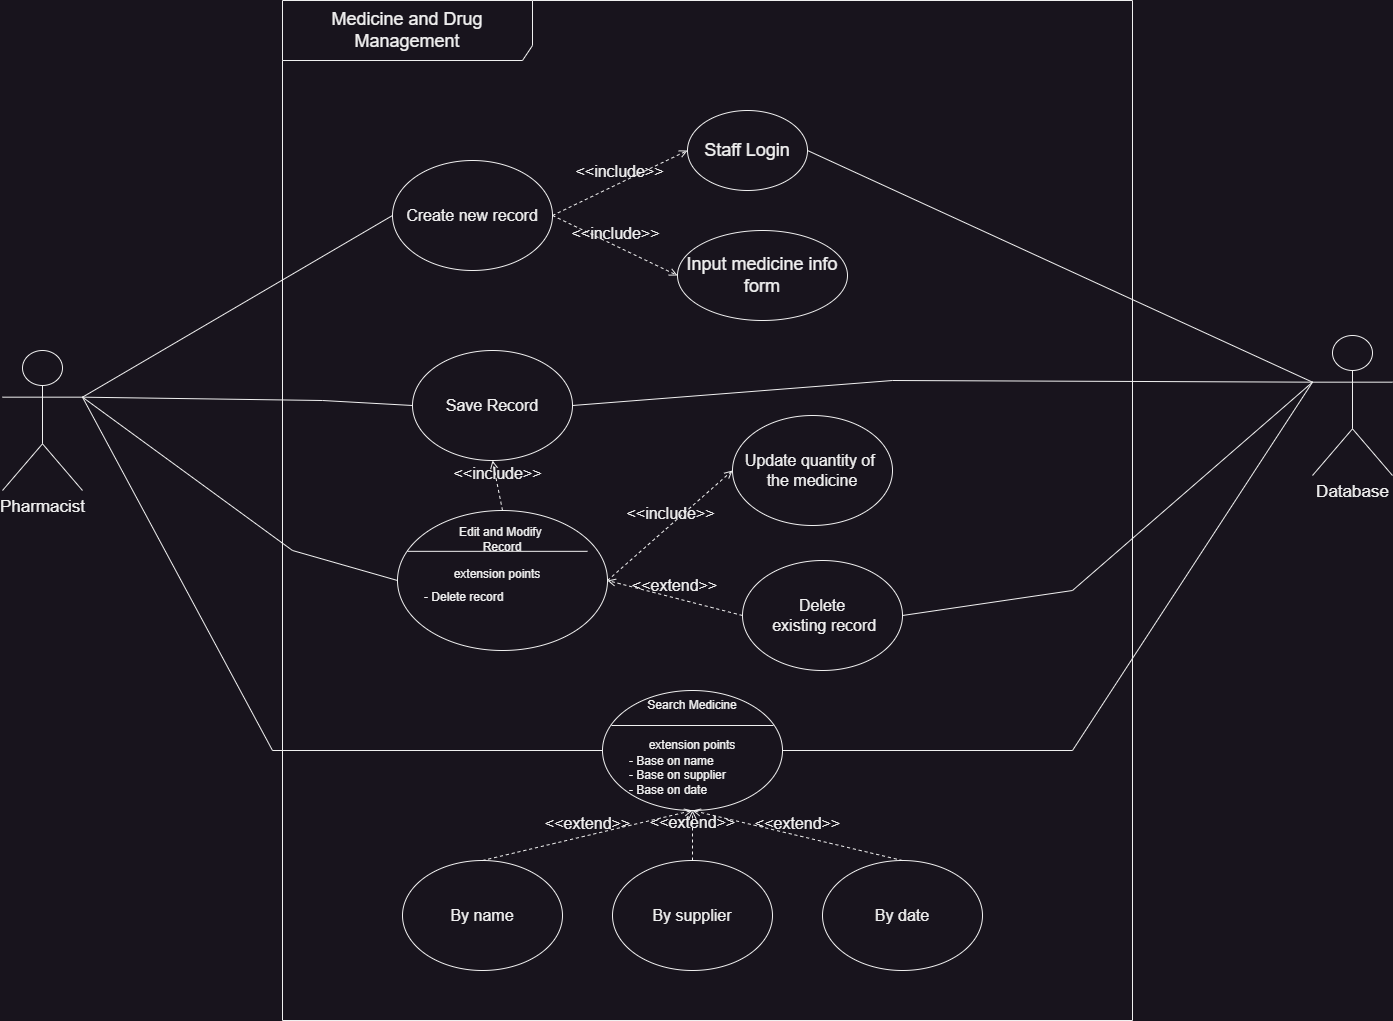 Medicine and Drug
Management
Staff Login
<<include>>
Create new record
<<include>>
Input medicine info
form
Save Record
<<include>>
Update quantity of
the medicine
Pharmacist
Database
<<include>>
Edit and Modify
Record
extension points
- Delete record
<<extend>>
Delete
existing record
Search Medicine
extension points
- Base on name
- Base on supplier
- Base on date
<<extend>>
<<extend>>
<<extend>>
By name
By supplier
By date